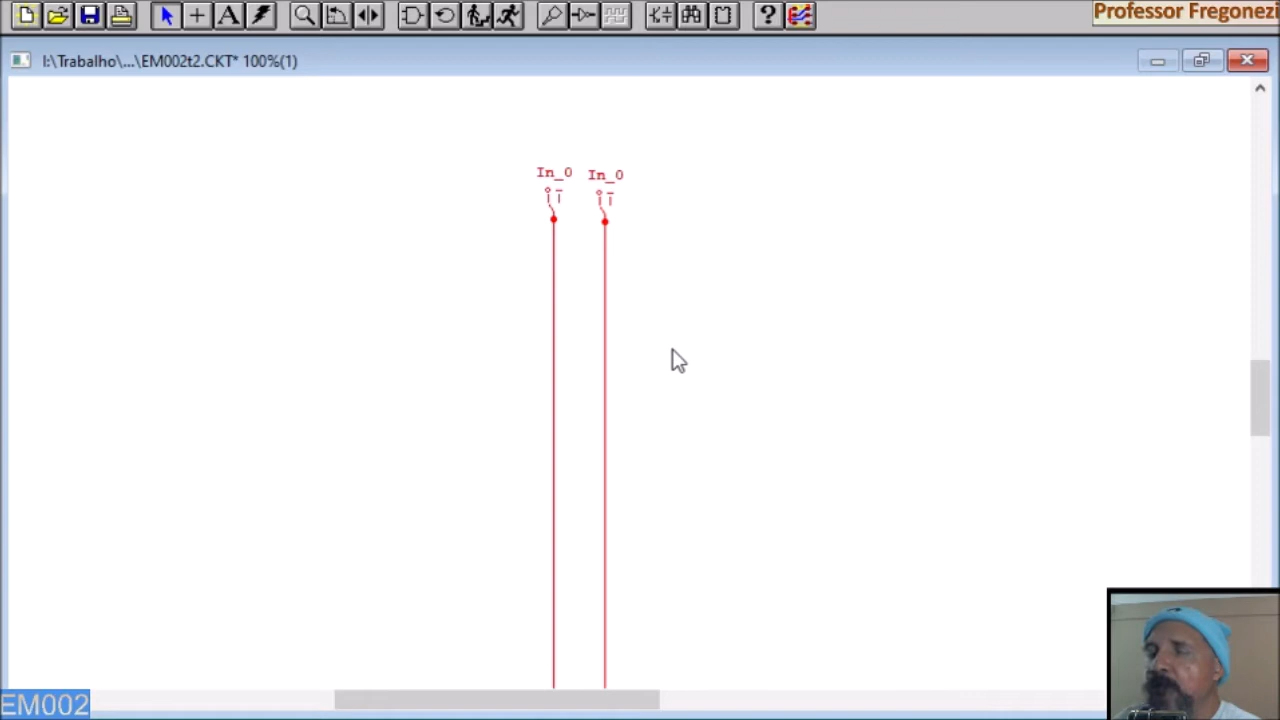 A
?
Professor Fregonezi
I:\Trabalho\...\EM002t2.CKT* 100%(1)
In_0 In_0
EM002